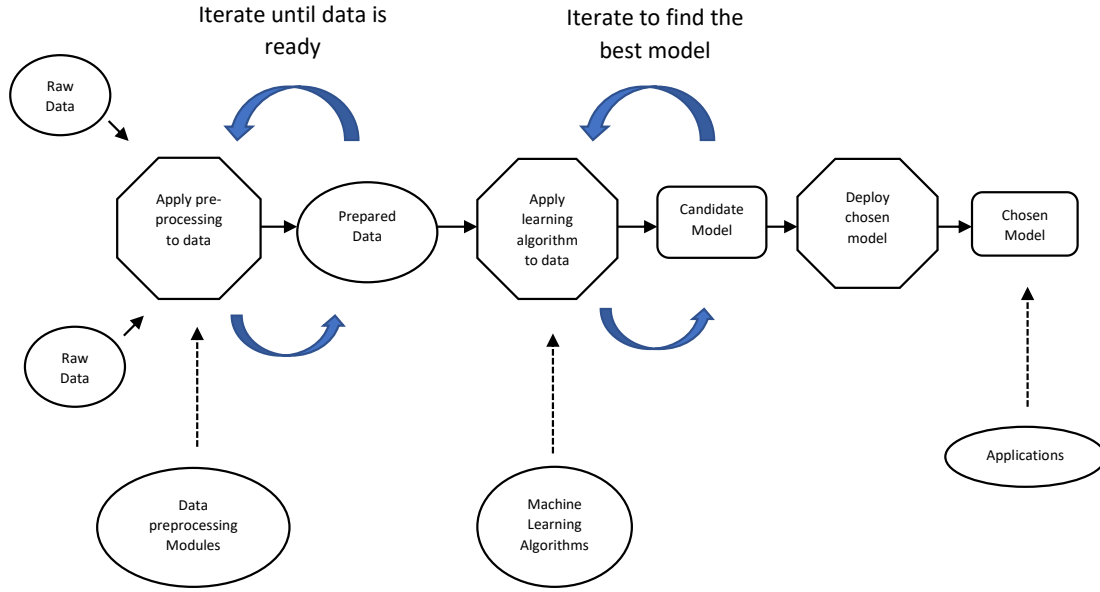 Iterate until data is
ready
Iterate to find the
best model
Raw
Data
Apply pre-
processing
to data
Prepared
Data
Apply
learning
algorithm
to data
Candidate
Model
Deploy
chosen
model
Chosen
Model
Raw
Data
Data
preprocessing
Modules
Machine
Learning
Algorithms
Applications